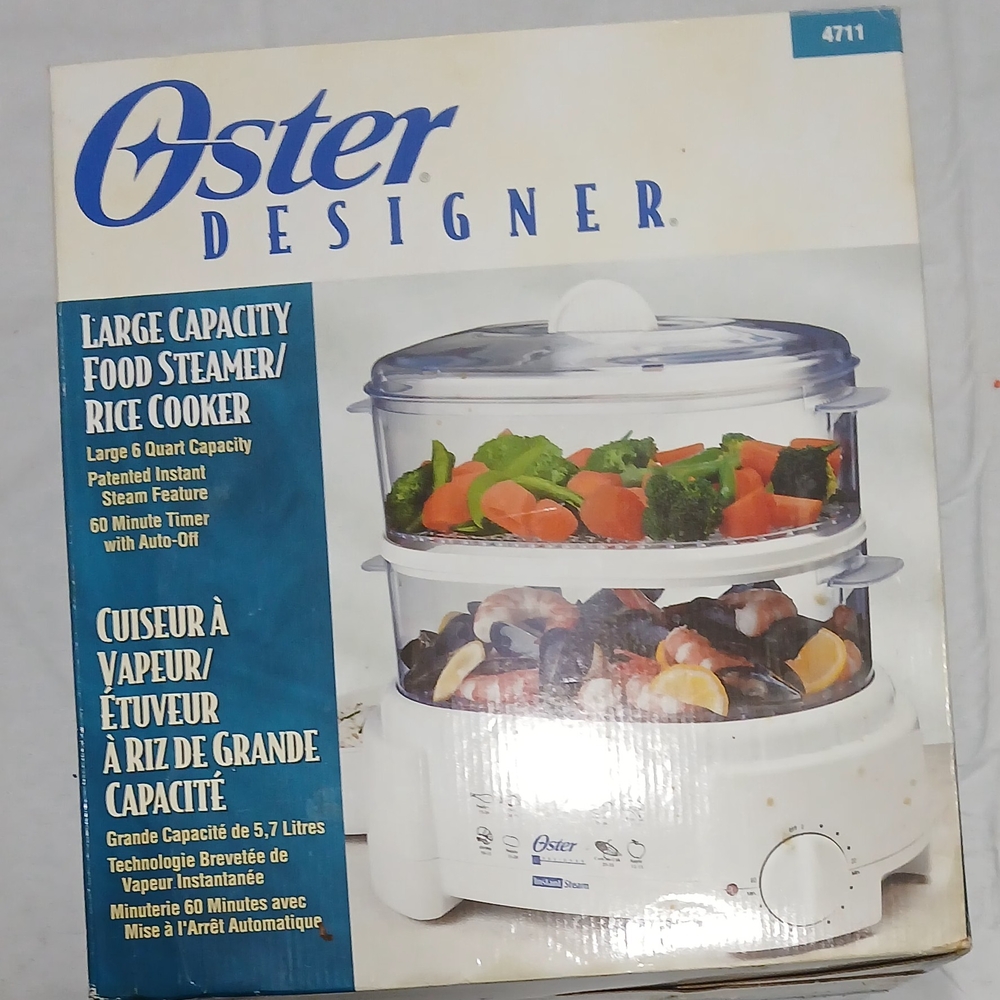 4711
Oster®
DESIGNER®
LARGE CAPACITY
FOOD STEAMER/
RICE COOKER
Large 6 Quart Capacity
Patented Instant
Steam Feature
60 Minute Timer
with Auto-Off
CUISEUR À
VAPEUR/
ÉTUVEUR
À RIZ DE GRANDE
CAPACITÉ
Grande Capacité de 5,7 Litres
Technologie Brevetée de
Vapeur Instantanée
Minuterie 60 Minutes avec
Mise à l'Arrêt Automatique
Oster
Instant Steam